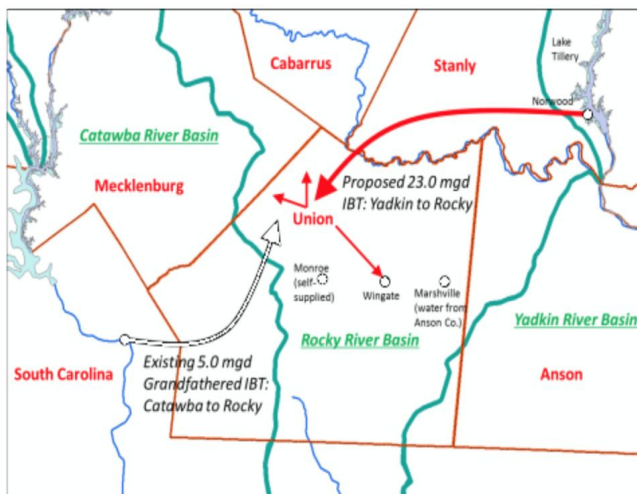 Cabarrus
Stanly
Lake
Tillery
Norwood
Catawba River Basin
Mecklenburg
Proposed 23.0 mgd
IBT: Yadkin to Rocky
Union
Monroe
(self-
supplied)
Wingate
Marshville
(water from
Anson Co.)
Yadkin River Basin
Rocky River Basin
Existing 5.0 mgd
Grandfathered IBT:
Catawba to Rocky
South Carolina
Anson